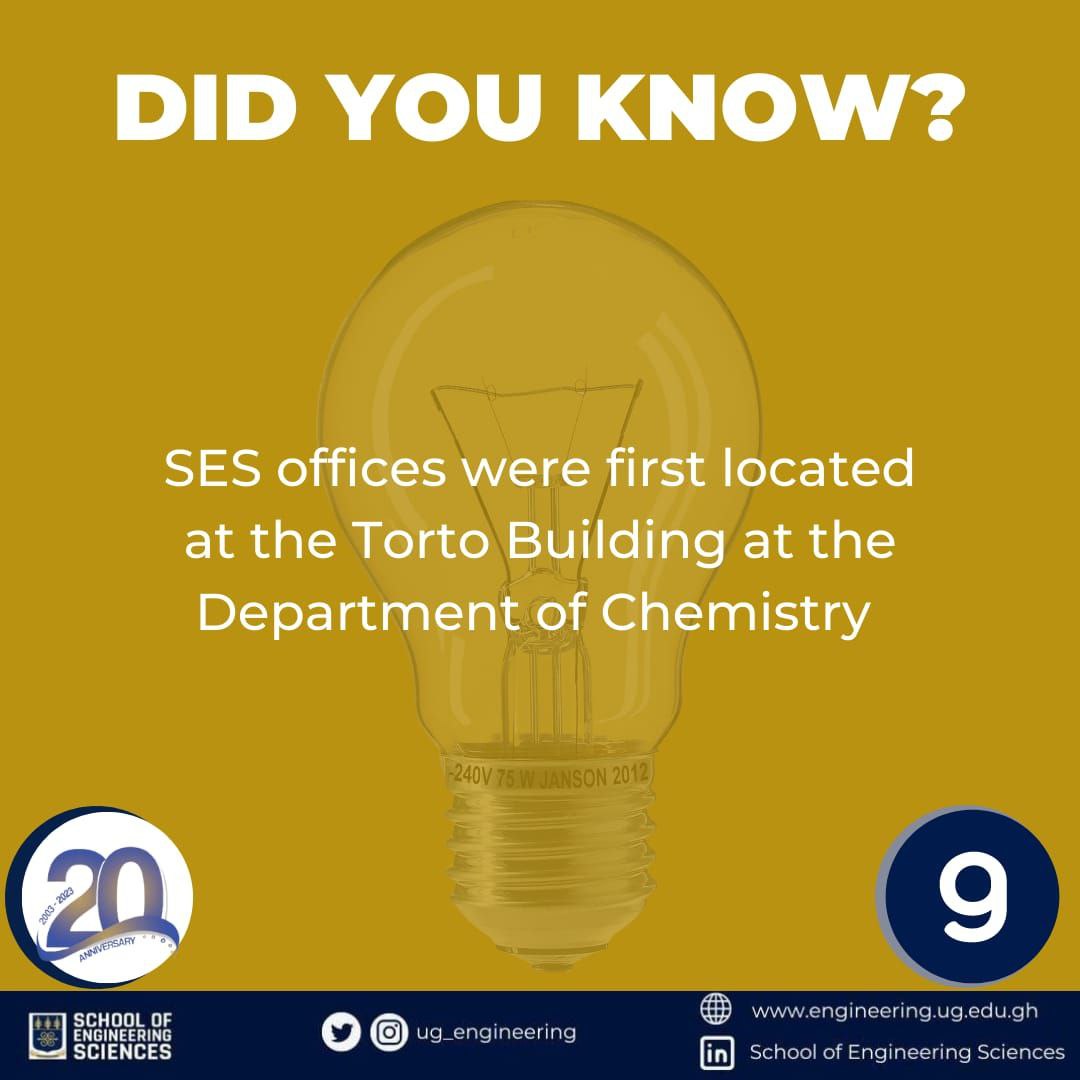 DID YOU KNOW?
SES offices were first located
at the Torto Building at the
Department of Chemistry
-240V 75 W JANSON 2012
2003 - 2023
20
ANNIVERSARY
9
SCHOOL OF
ENGINEERING
SCIENCES
ug_engineering
www.engineering.ug.edu.gh
in
School of Engineering Sciences